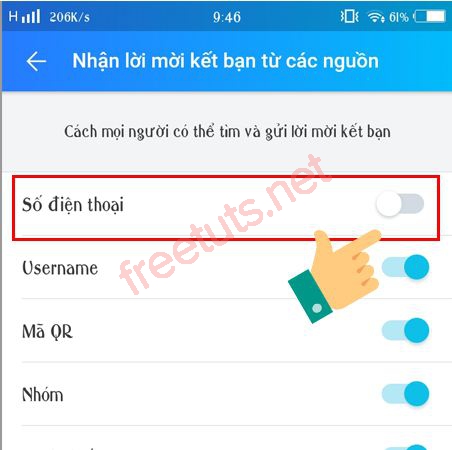 H 206K/s 9:46 61%
Nhận lời mời kết bạn từ các nguồn
Cách mọi người có thể tìm và gửi lời mời kết bạn
Số điện thoại
freetuts.net
Username
Mã QR
Nhóm